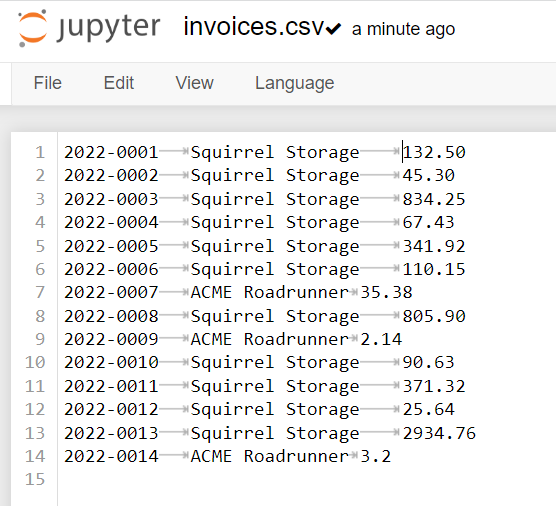 jupyter invoices.csv✔ a minute ago
File Edit View Language
1 2022-0001	Squirrel Storage	132.50
2 2022-0002	Squirrel Storage	45.30
3 2022-0003	Squirrel Storage	834.25
4 2022-0004	Squirrel Storage	67.43
5 2022-0005	Squirrel Storage	341.92
6 2022-0006	Squirrel Storage	110.15
7 2022-0007	ACME Roadrunner	35.38
8 2022-0008	Squirrel Storage	805.90
9 2022-0009	ACME Roadrunner	2.14
10 2022-0010	Squirrel Storage	90.63
11 2022-0011	Squirrel Storage	371.32
12 2022-0012	Squirrel Storage	25.64
13 2022-0013	Squirrel Storage	2934.76
14 2022-0014	ACME Roadrunner	3.2
15